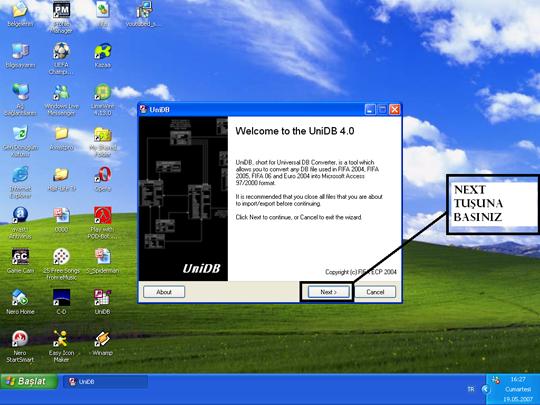 belgelerim
Manager
youtubed_s...
bilgisayarım
UEFA
Champi...
Kazaa
Ağ
Bağlantılarım
Windows Live
Messenger
LimeWire
4.13.0
Geri Dönüşüm
Kutusu
My Shared
Folder
Internet
Explorer
Half-Life
Opera
avast!
Antivirus
0000
Play with
POD-Bot ...
Game Cam
25 Free Songs
from eMusic
S_Spiderman
Nero Home
C-D
UniDB
Nero
StartSmart
Easy Icon
Maker
Winamp
UniDB
Welcome to the UniDB 4.0
UniDB, short for Universal DB Converter, is a tool which
allows you to convert any DB file used in FIFA 2004, FIFA
2005, FIFA 06 and Euro 2004 into Microsoft Access
97/2000 format.
It is recommended that you close all files that you are about
to import/export before continuing.
Click Next to continue, or Cancel to exit the wizard.
UniDB
Copyright (c) FIFA ECP 2004
About
Next >
Cancel
NEXT
TUŞUNA
BASINIZ
Başlat
UniDB
TR
16:27
Cumartesi
19.05.2007